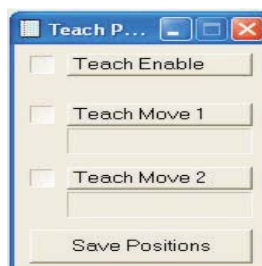 Teach P...
Teach Enable
Teach Move 1
Teach Move 2
Save Positions